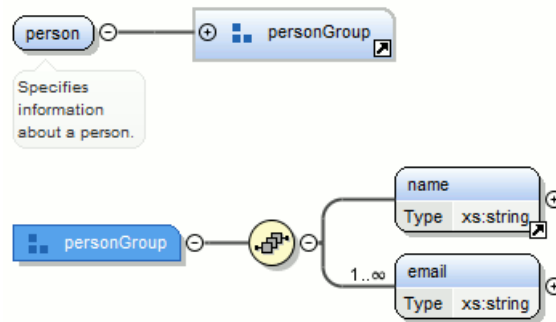 person
personGroup
Specifies
information
about a person.
name
Type xs:string
personGroup
1..∞
email
Type xs:string